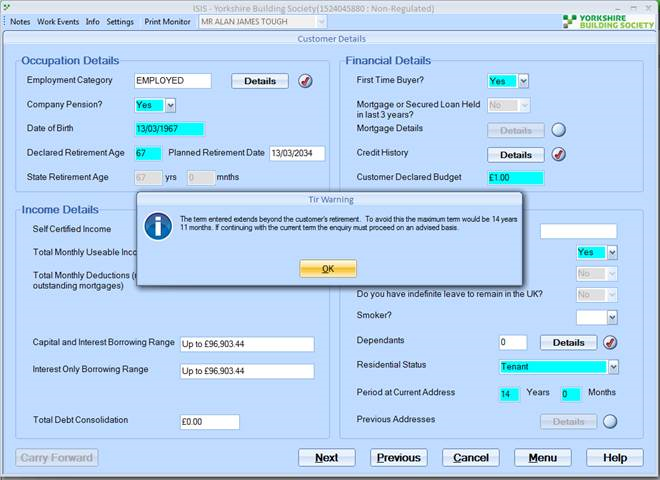 ISIS - Yorkshire Building Society(1524045880 : Non-Regulated)
Notes Work Events Info Settings Print Monitor MR ALAN JAMES TOUGH
YORKSHIRE
BUILDING SOCIETY
Customer Details
Occupation Details
Employment Category EMPLOYED Details
Company Pension? Yes
Date of Birth 13/03/1967
Declared Retirement Age 67 Planned Retirement Date 13/03/2034
State Retirement Age 67 yrs 0 mnths
Financial Details
First Time Buyer? Yes
Mortgage or Secured Loan Held
in last 3 years? No
Mortgage Details Details
Credit History Details
Customer Declared Budget £1.00
Tir Warning
The term entered extends beyond the customer's retirement. To avoid this the maximum term would be 14 years
11 months. If continuing with the current term the enquiry must proceed on an advised basis.
OK
Income Details
Self Certified Income
Total Monthly Useable Inco
Total Monthly Deductions (
outstanding mortgages)
Capital and Interest Borrowing Range Up to £96,903.44
Interest Only Borrowing Range Up to £96,903.44
Total Debt Consolidation £0.00
Yes
No
Do you have indefinite leave to remain in the UK? No
Smoker?
Dependants 0 Details
Residential Status Tenant
Period at Current Address 14 Years 0 Months
Previous Addresses Details
Carry Forward Next Previous Cancel Menu Help